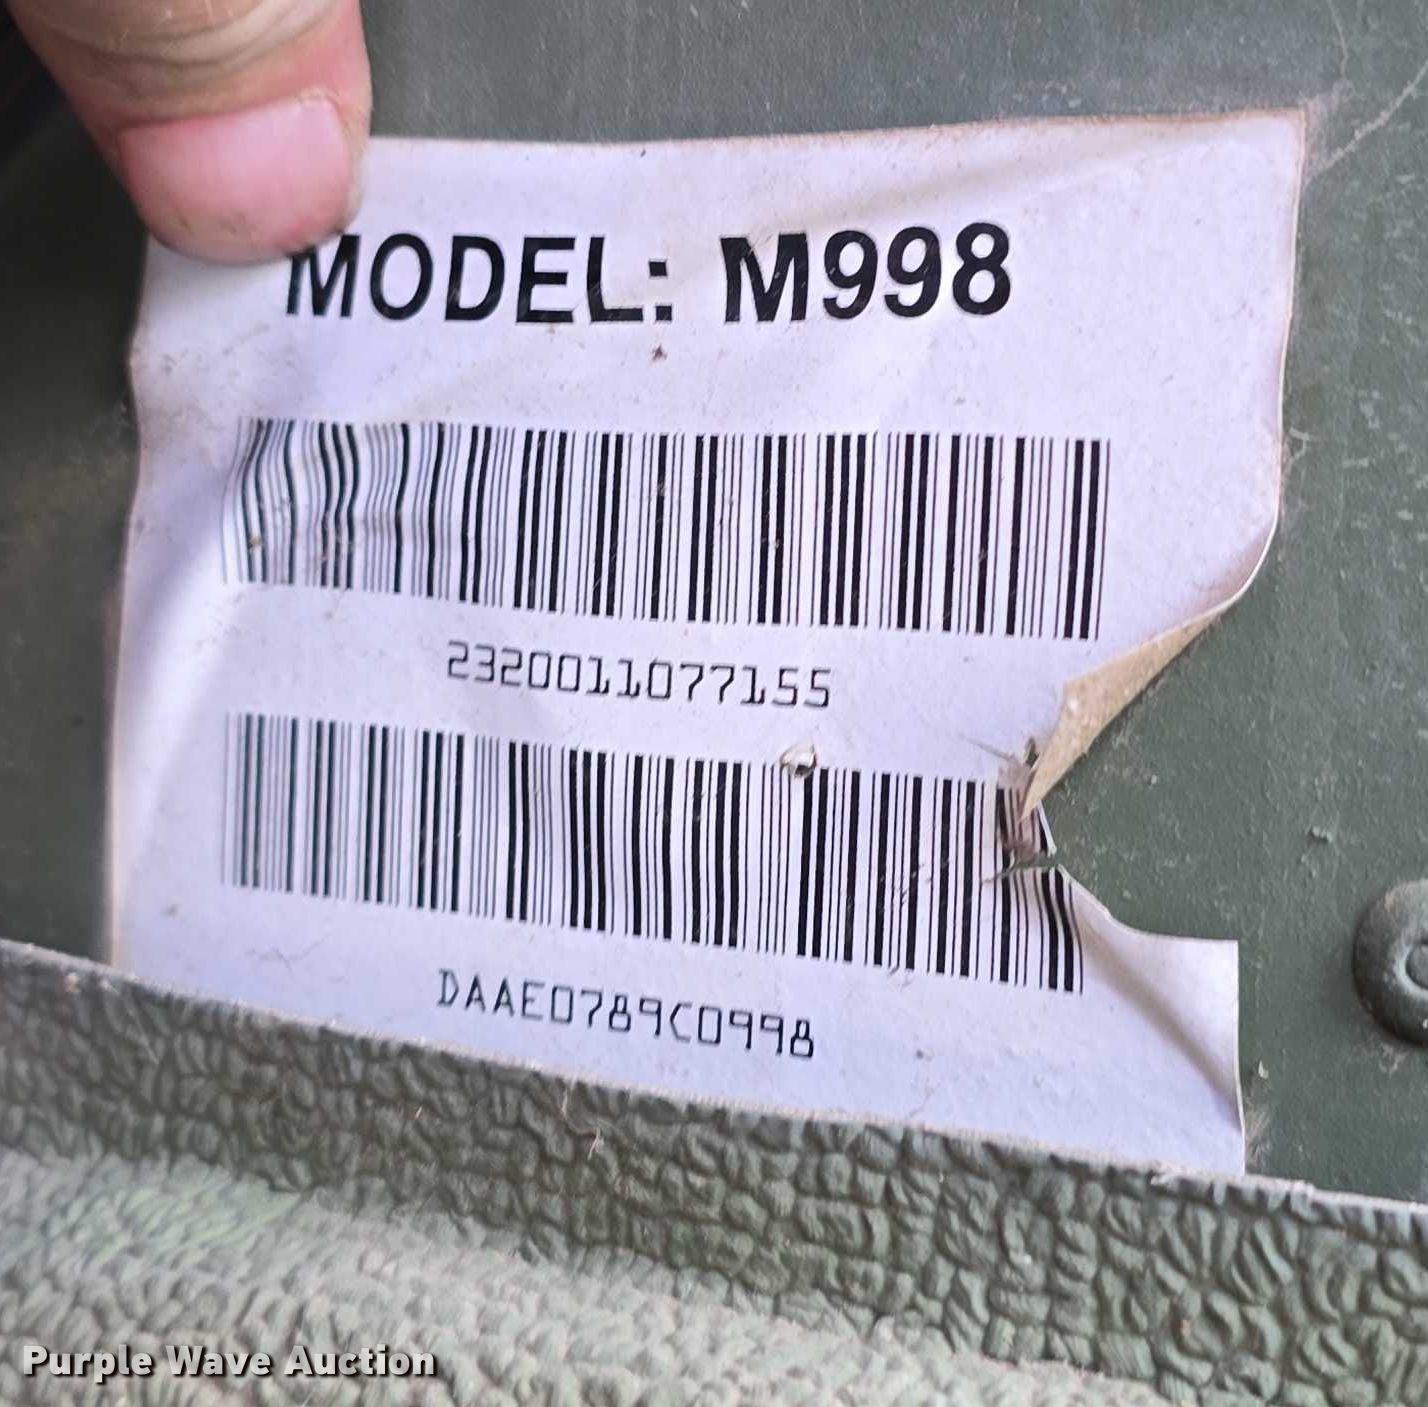 MODEL: M998
2320011077155
DAAE0789C0998
Purple Wave Auction